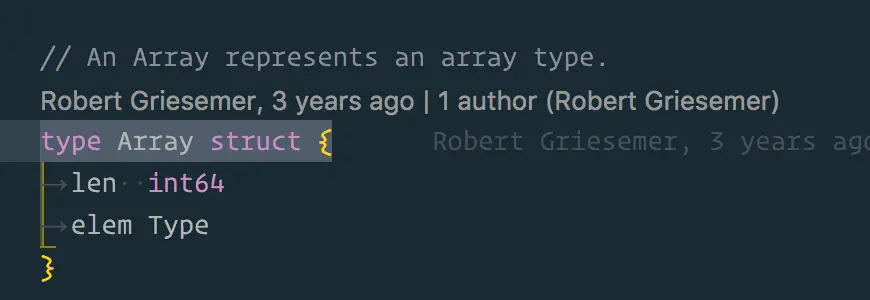 // An Array represents an array type.
Robert Griesemer, 3 years ago | 1 author (Robert Griesemer)
type Array struct { Robert Griesemer, 3 years ago
len int64
elem Type
}